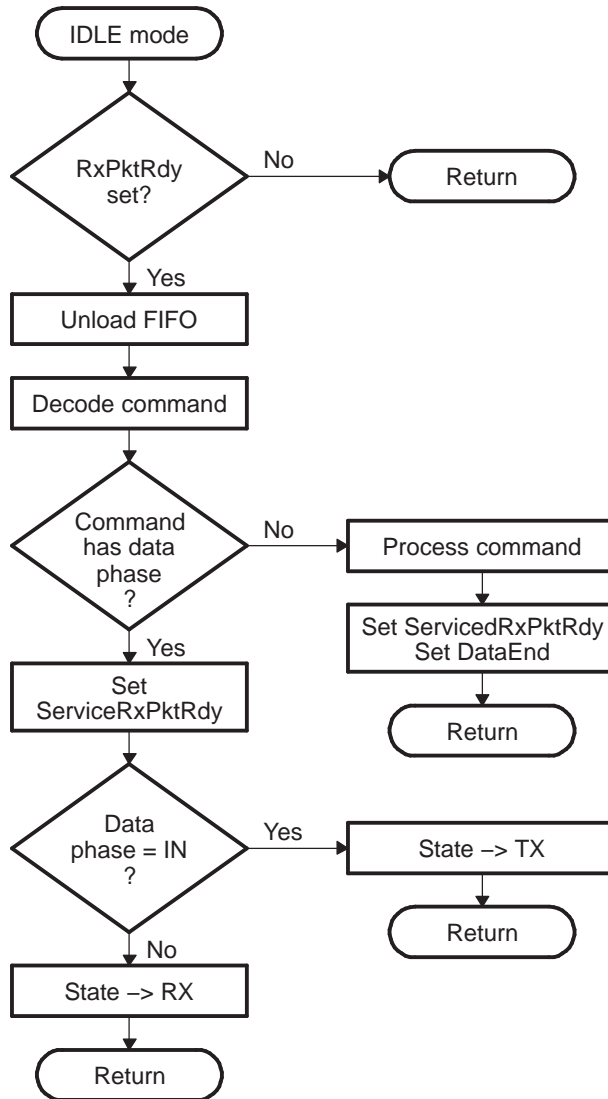 IDLE mode
RxPktRdy
set?
No
Return
Yes
Unload FIFO
Decode command
Command
has data
phase
?
No
Process command
Set ServicedRxPktRdy
Set DataEnd
Return
Yes
Set
ServiceRxPktRdy
Data
phase = IN
?
Yes
State −> TX
Return
No
State −> RX
Return